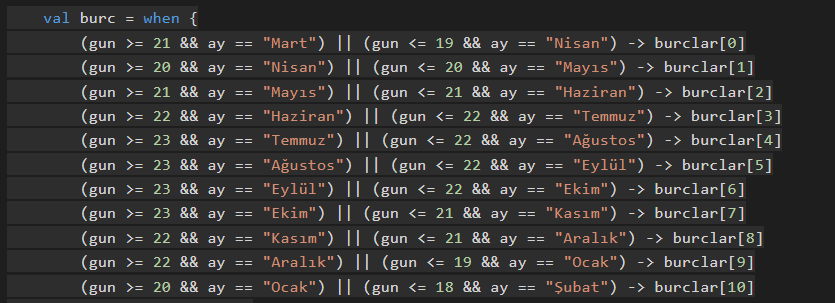 val burc = when {
(gun >= 21 && ay == "Mart") || (gun <= 19 && ay == "Nisan") -> burclar[0]
(gun >= 20 && ay == "Nisan") || (gun <= 20 && ay == "Mayıs") -> burclar[1]
(gun >= 21 && ay == "Mayıs") || (gun <= 21 && ay == "Haziran") -> burclar[2]
(gun >= 22 && ay == "Haziran") || (gun <= 22 && ay == "Temmuz") -> burclar[3]
(gun >= 23 && ay == "Temmuz") || (gun <= 22 && ay == "Ağustos") -> burclar[4]
(gun >= 23 && ay == "Ağustos") || (gun <= 22 && ay == "Eylül") -> burclar[5]
(gun >= 23 && ay == "Eylül") || (gun <= 22 && ay == "Ekim") -> burclar[6]
(gun >= 23 && ay == "Ekim") || (gun <= 21 && ay == "Kasım") -> burclar[7]
(gun >= 22 && ay == "Kasım") || (gun <= 21 && ay == "Aralık") -> burclar[8]
(gun >= 22 && ay == "Aralık") || (gun <= 19 && ay == "Ocak") -> burclar[9]
(gun >= 20 && ay == "Ocak") || (gun <= 18 && ay == "Şubat") -> burclar[10]